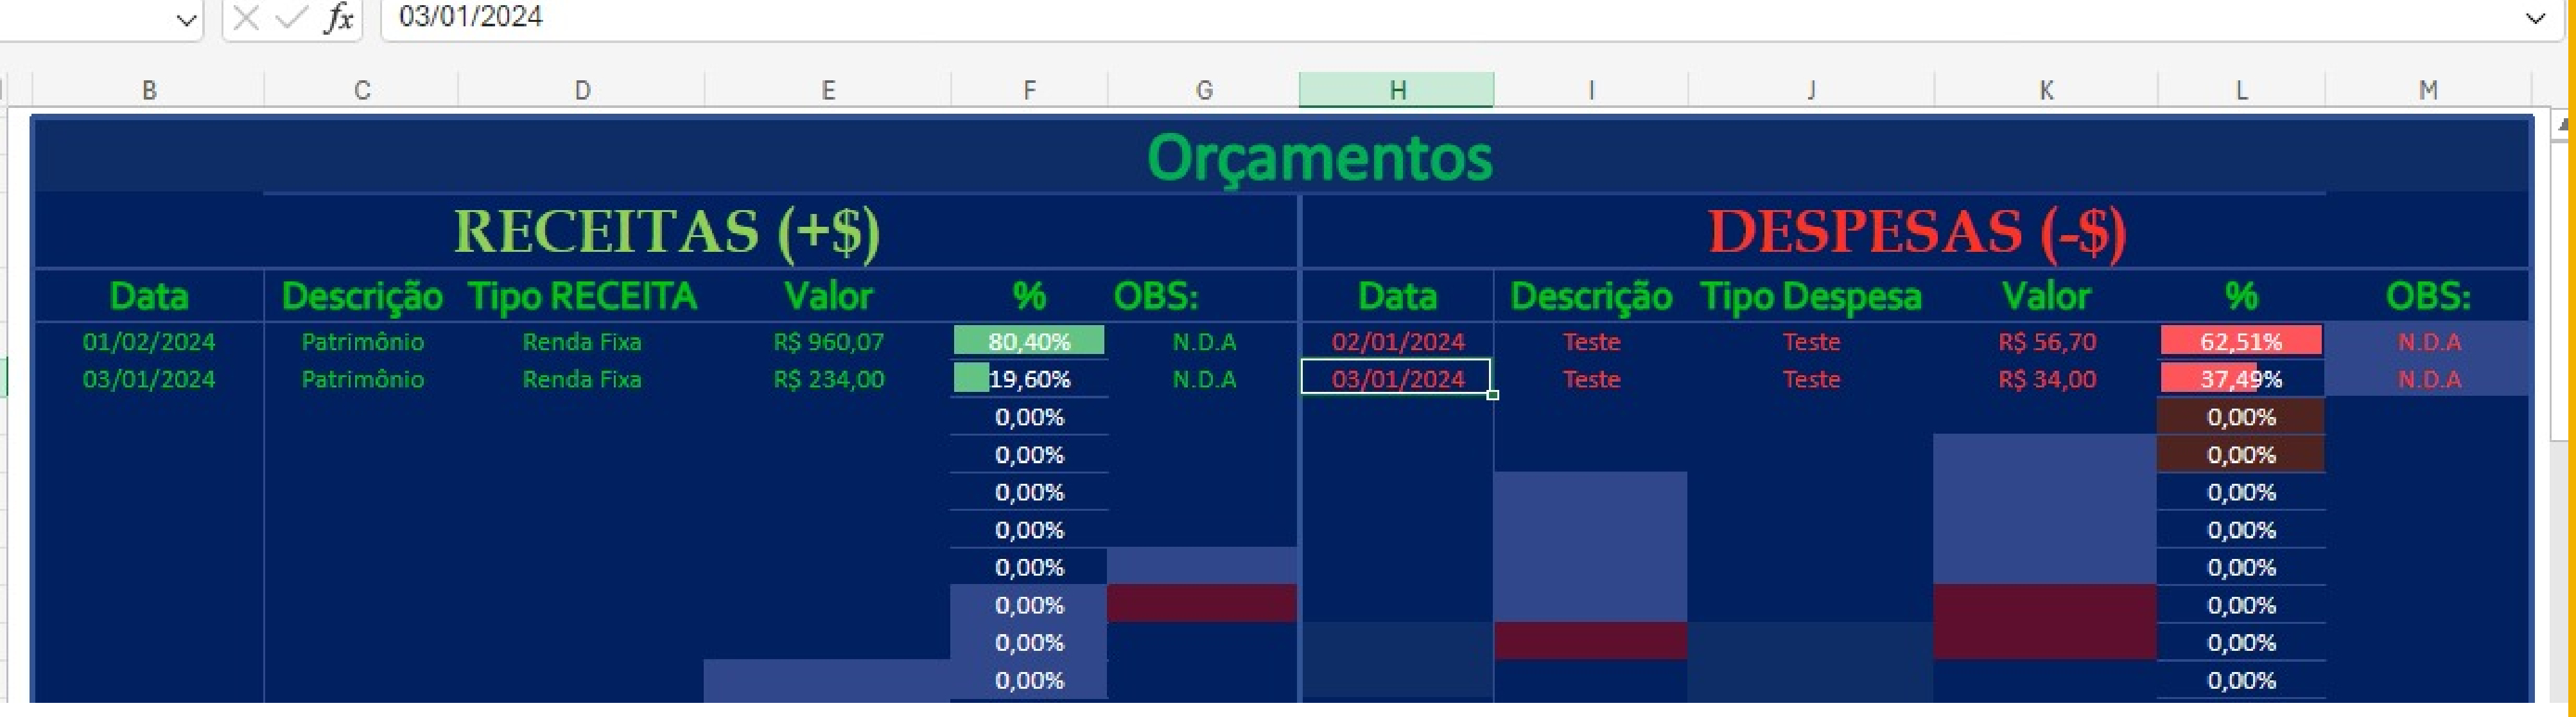 fx 03/01/2024
B C D E F G H I J K L M
Orçamentos
RECEITAS (+$) DESPESAS (-$)
Data Descrição Tipo RECEITA Valor % OBS: Data Descrição Tipo Despesa Valor % OBS:
01/02/2024 Patrimônio Renda Fixa R$ 960,07 80,40% N.D.A 02/01/2024 Teste Teste R$ 56,70 62,51% N.D.A
03/01/2024 Patrimônio Renda Fixa R$ 234,00 19,60% N.D.A 03/01/2024 Teste Teste R$ 34,00 37,49% N.D.A
0,00% 0,00%
0,00% 0,00%
0,00% 0,00%
0,00% 0,00%
0,00% 0,00%
0,00% 0,00%
0,00% 0,00%
0,00% 0,00%